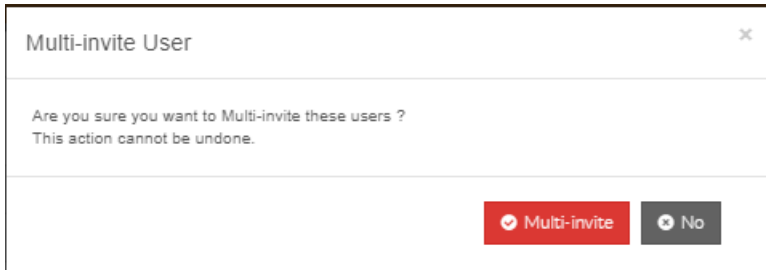 Multi-invite User
Are you sure you want to Multi-invite these users ?
This action cannot be undone.
Multi-invite
No